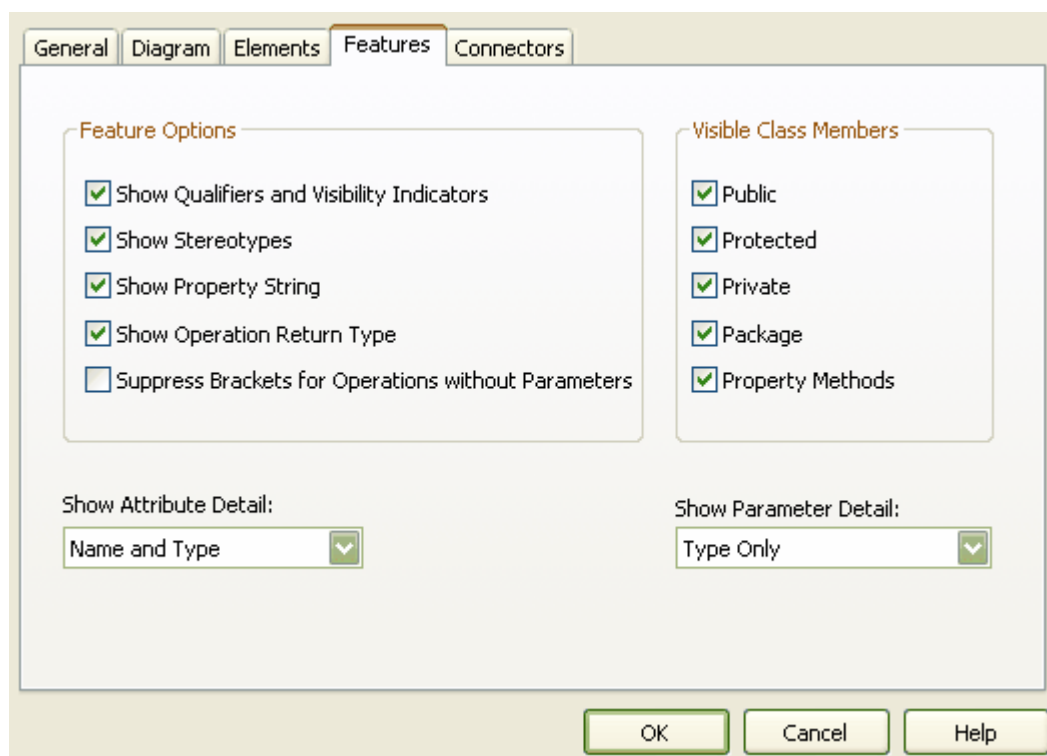 General Diagram Elements Features Connectors
Feature Options
Show Qualifiers and Visibility Indicators
Show Stereotypes
Show Property String
Show Operation Return Type
Suppress Brackets for Operations without Parameters
Visible Class Members
Public
Protected
Private
Package
Property Methods
Show Attribute Detail:
Name and Type
Show Parameter Detail:
Type Only
OK Cancel Help